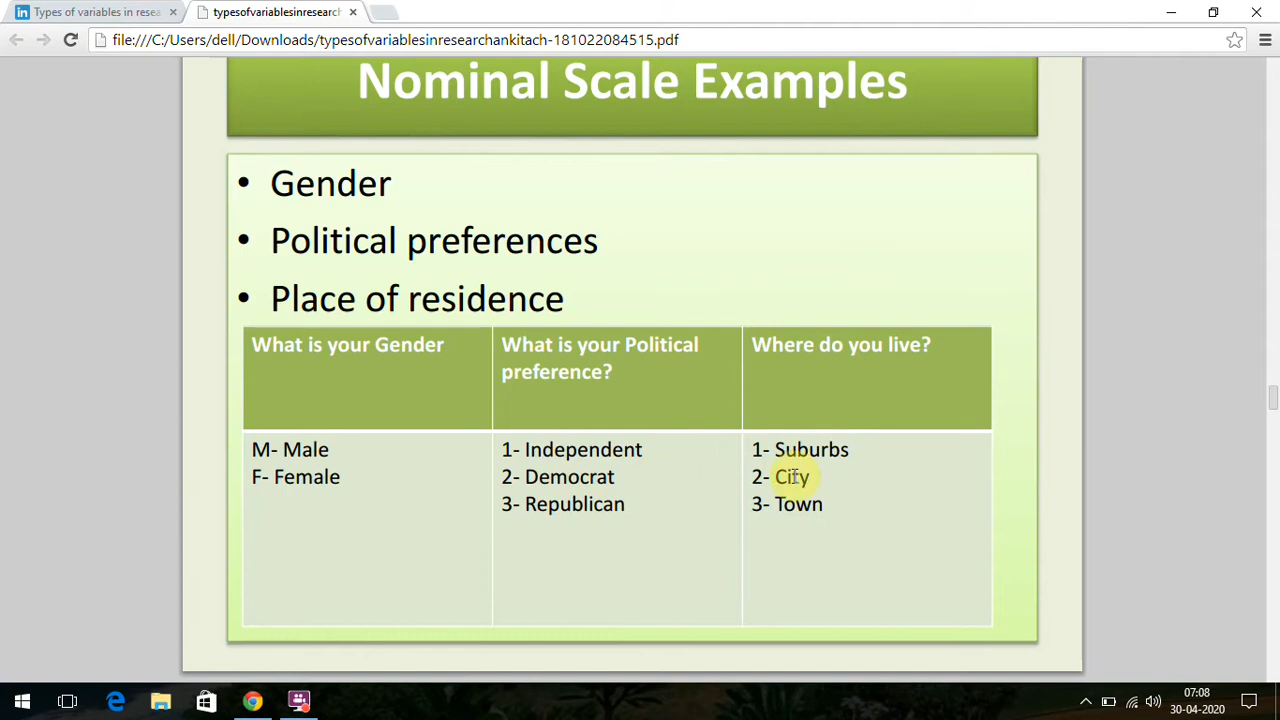 Types of variables in resea
typesofvariablesinresearch
file:///C:/Users/dell/Downloads/typesofvariablesinresearchankitach-181022084515.pdf
Nominal Scale Examples
• Gender
• Political preferences
• Place of residence
What is your Gender
What is your Political
preference?
Where do you live?
M- Male
F- Female
1- Independent
2- Democrat
3- Republican
1- Suburbs
2- City
3- Town
07:08
30-04-2020